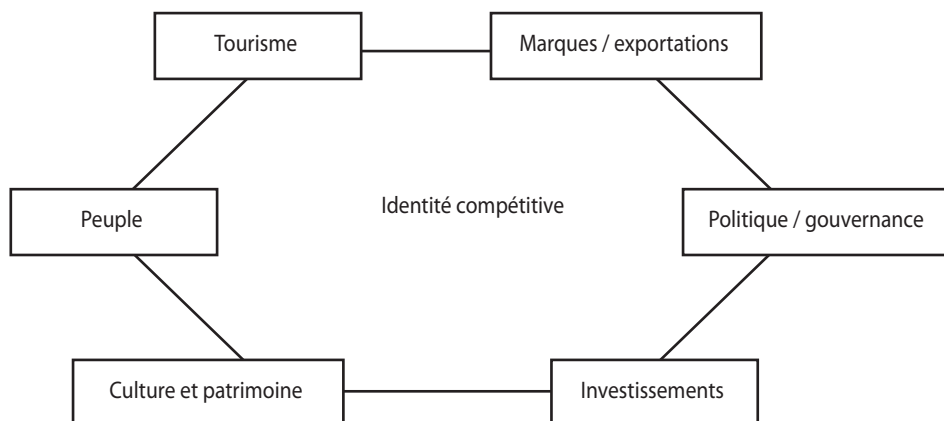 Tourisme
Marques / exportations
Peuple
Identité compétitive
Politique / gouvernance
Culture et patrimoine
Investissements